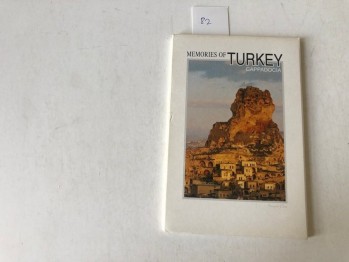 82
MEMORIES OF TURKEY
CAPPADOCIA